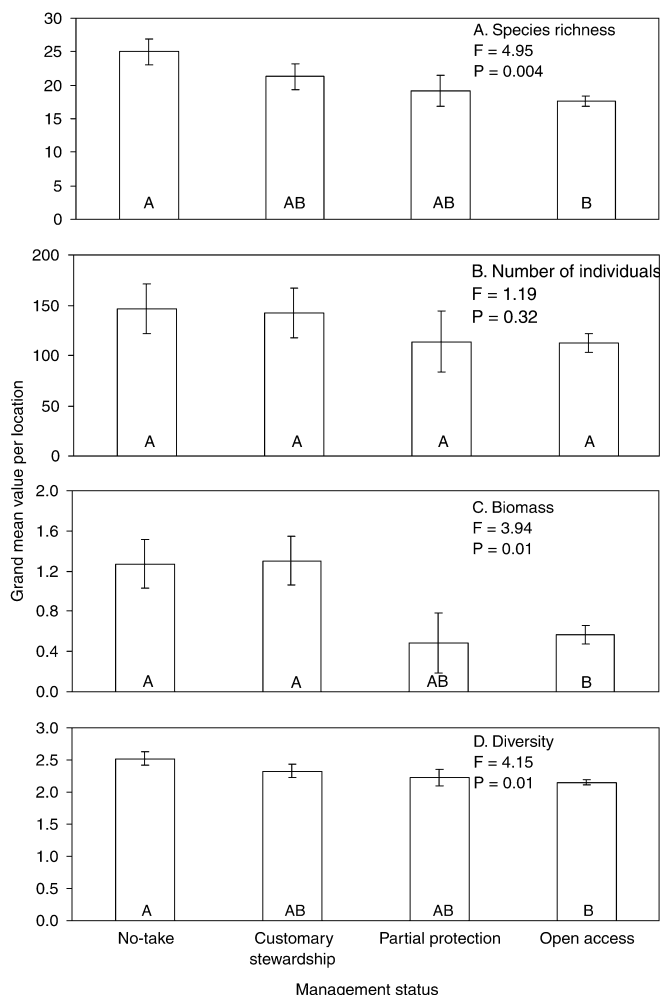 Grand mean value per location
30
25
20
15
10
5
0
A. Species richness
F = 4.95
P = 0.004
A AB AB B
200
150
100
50
0
B. Number of individuals
F = 1.19
P = 0.32
A A A A
2.0
1.6
1.2
0.8
0.4
0.0
C. Biomass
F = 3.94
P = 0.01
A A AB B
3.0
2.5
2.0
1.5
1.0
0.5
0.0
D. Diversity
F = 4.15
P = 0.01
A AB AB B
No-take Customary Partial protection Open access
stewardship
Management status